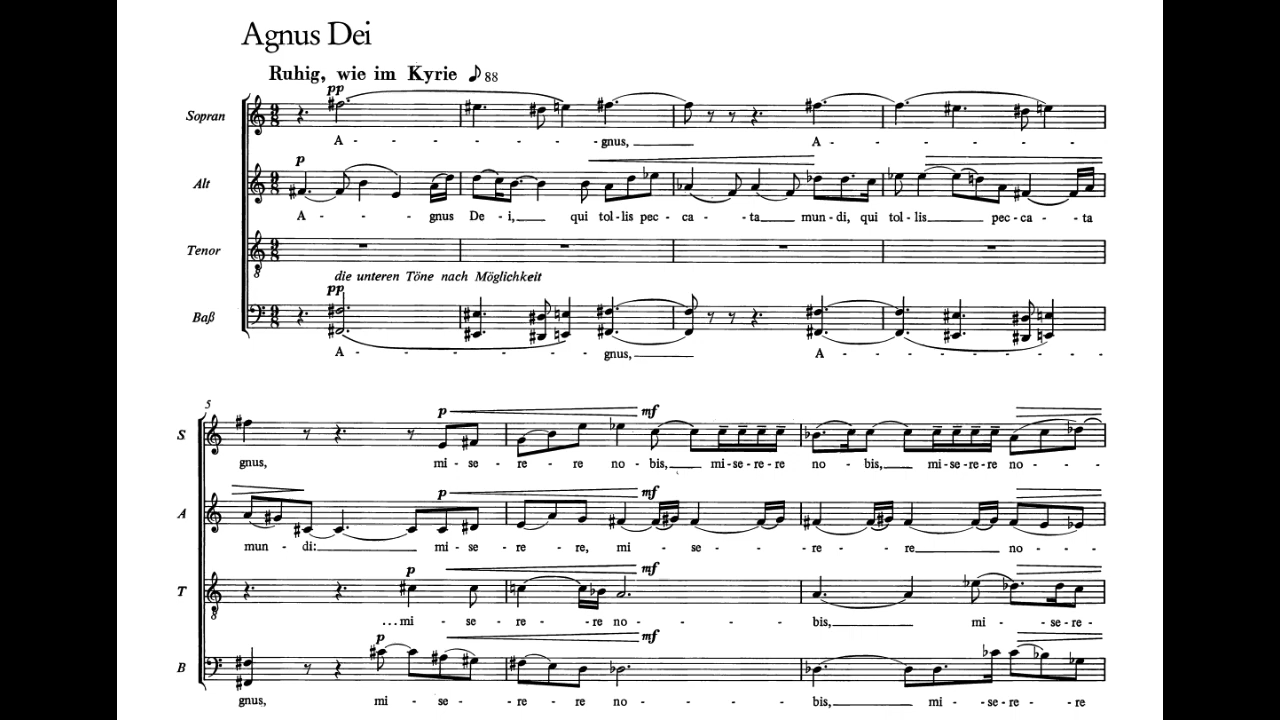 Agnus Dei
Ruhig, wie im Kyrie ♪ 88
pp
Sopran
A - - - - - gnus, A - - -
p
Alt
A - - gnus De - i, qui tol - lis pec - ca - ta mun - di, qui tol - lis pec - ca - ta
Tenor
die unteren Töne nach Möglichkeit
pp
Baß
A - - - - - gnus, A - - - - - -
5
p mf
S
gnus, mi - se - re - re no - bis, mi - se - re - re no - bis, mi - se - re - re no - - -
p mf
A
mun - di: mi - se - re - re, mi - se - - re - - re no - - -
p mf
T
...mi - se - re - re no - - - bis, mi - - se - re -
p mf
B
gnus, mi - se - re - re no - - - bis, mi - - se - re - - re